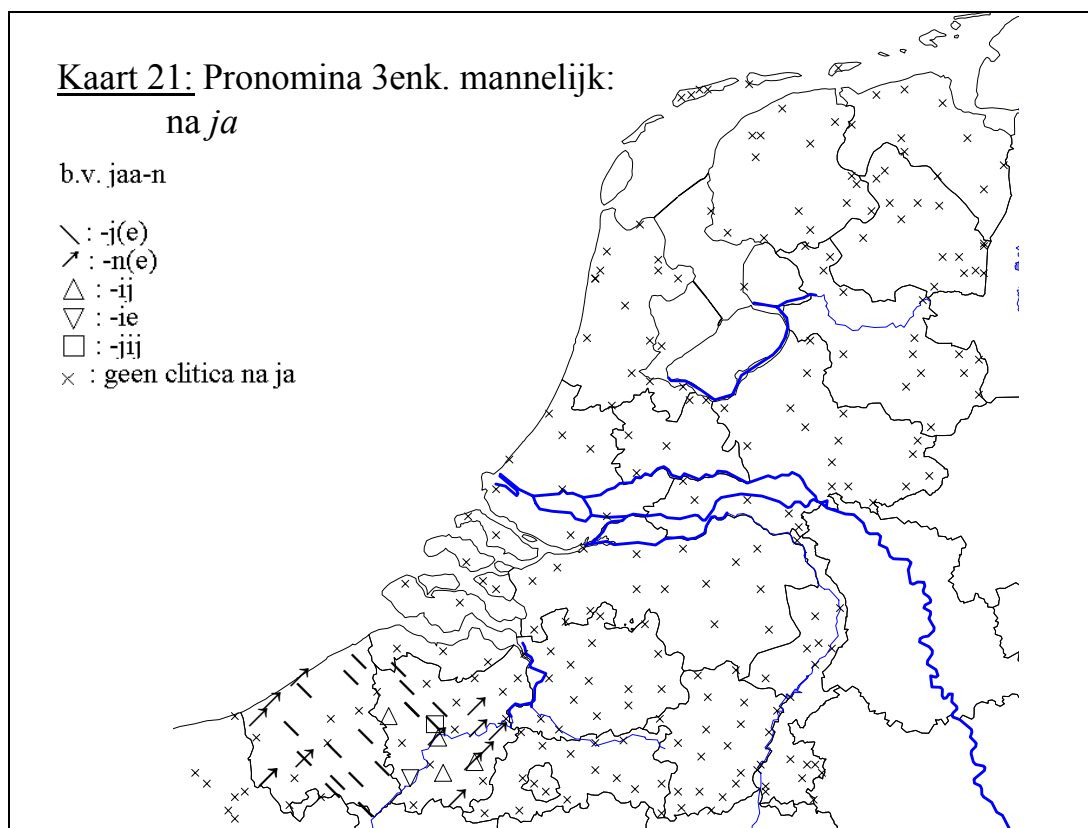 Kaart 21: Pronomina 3enk. mannelijk:
na ja
b.v. jaa-n
: -j(e)
: -n(e)
: -ij
: -ie
: -jij
: geen clitica na ja